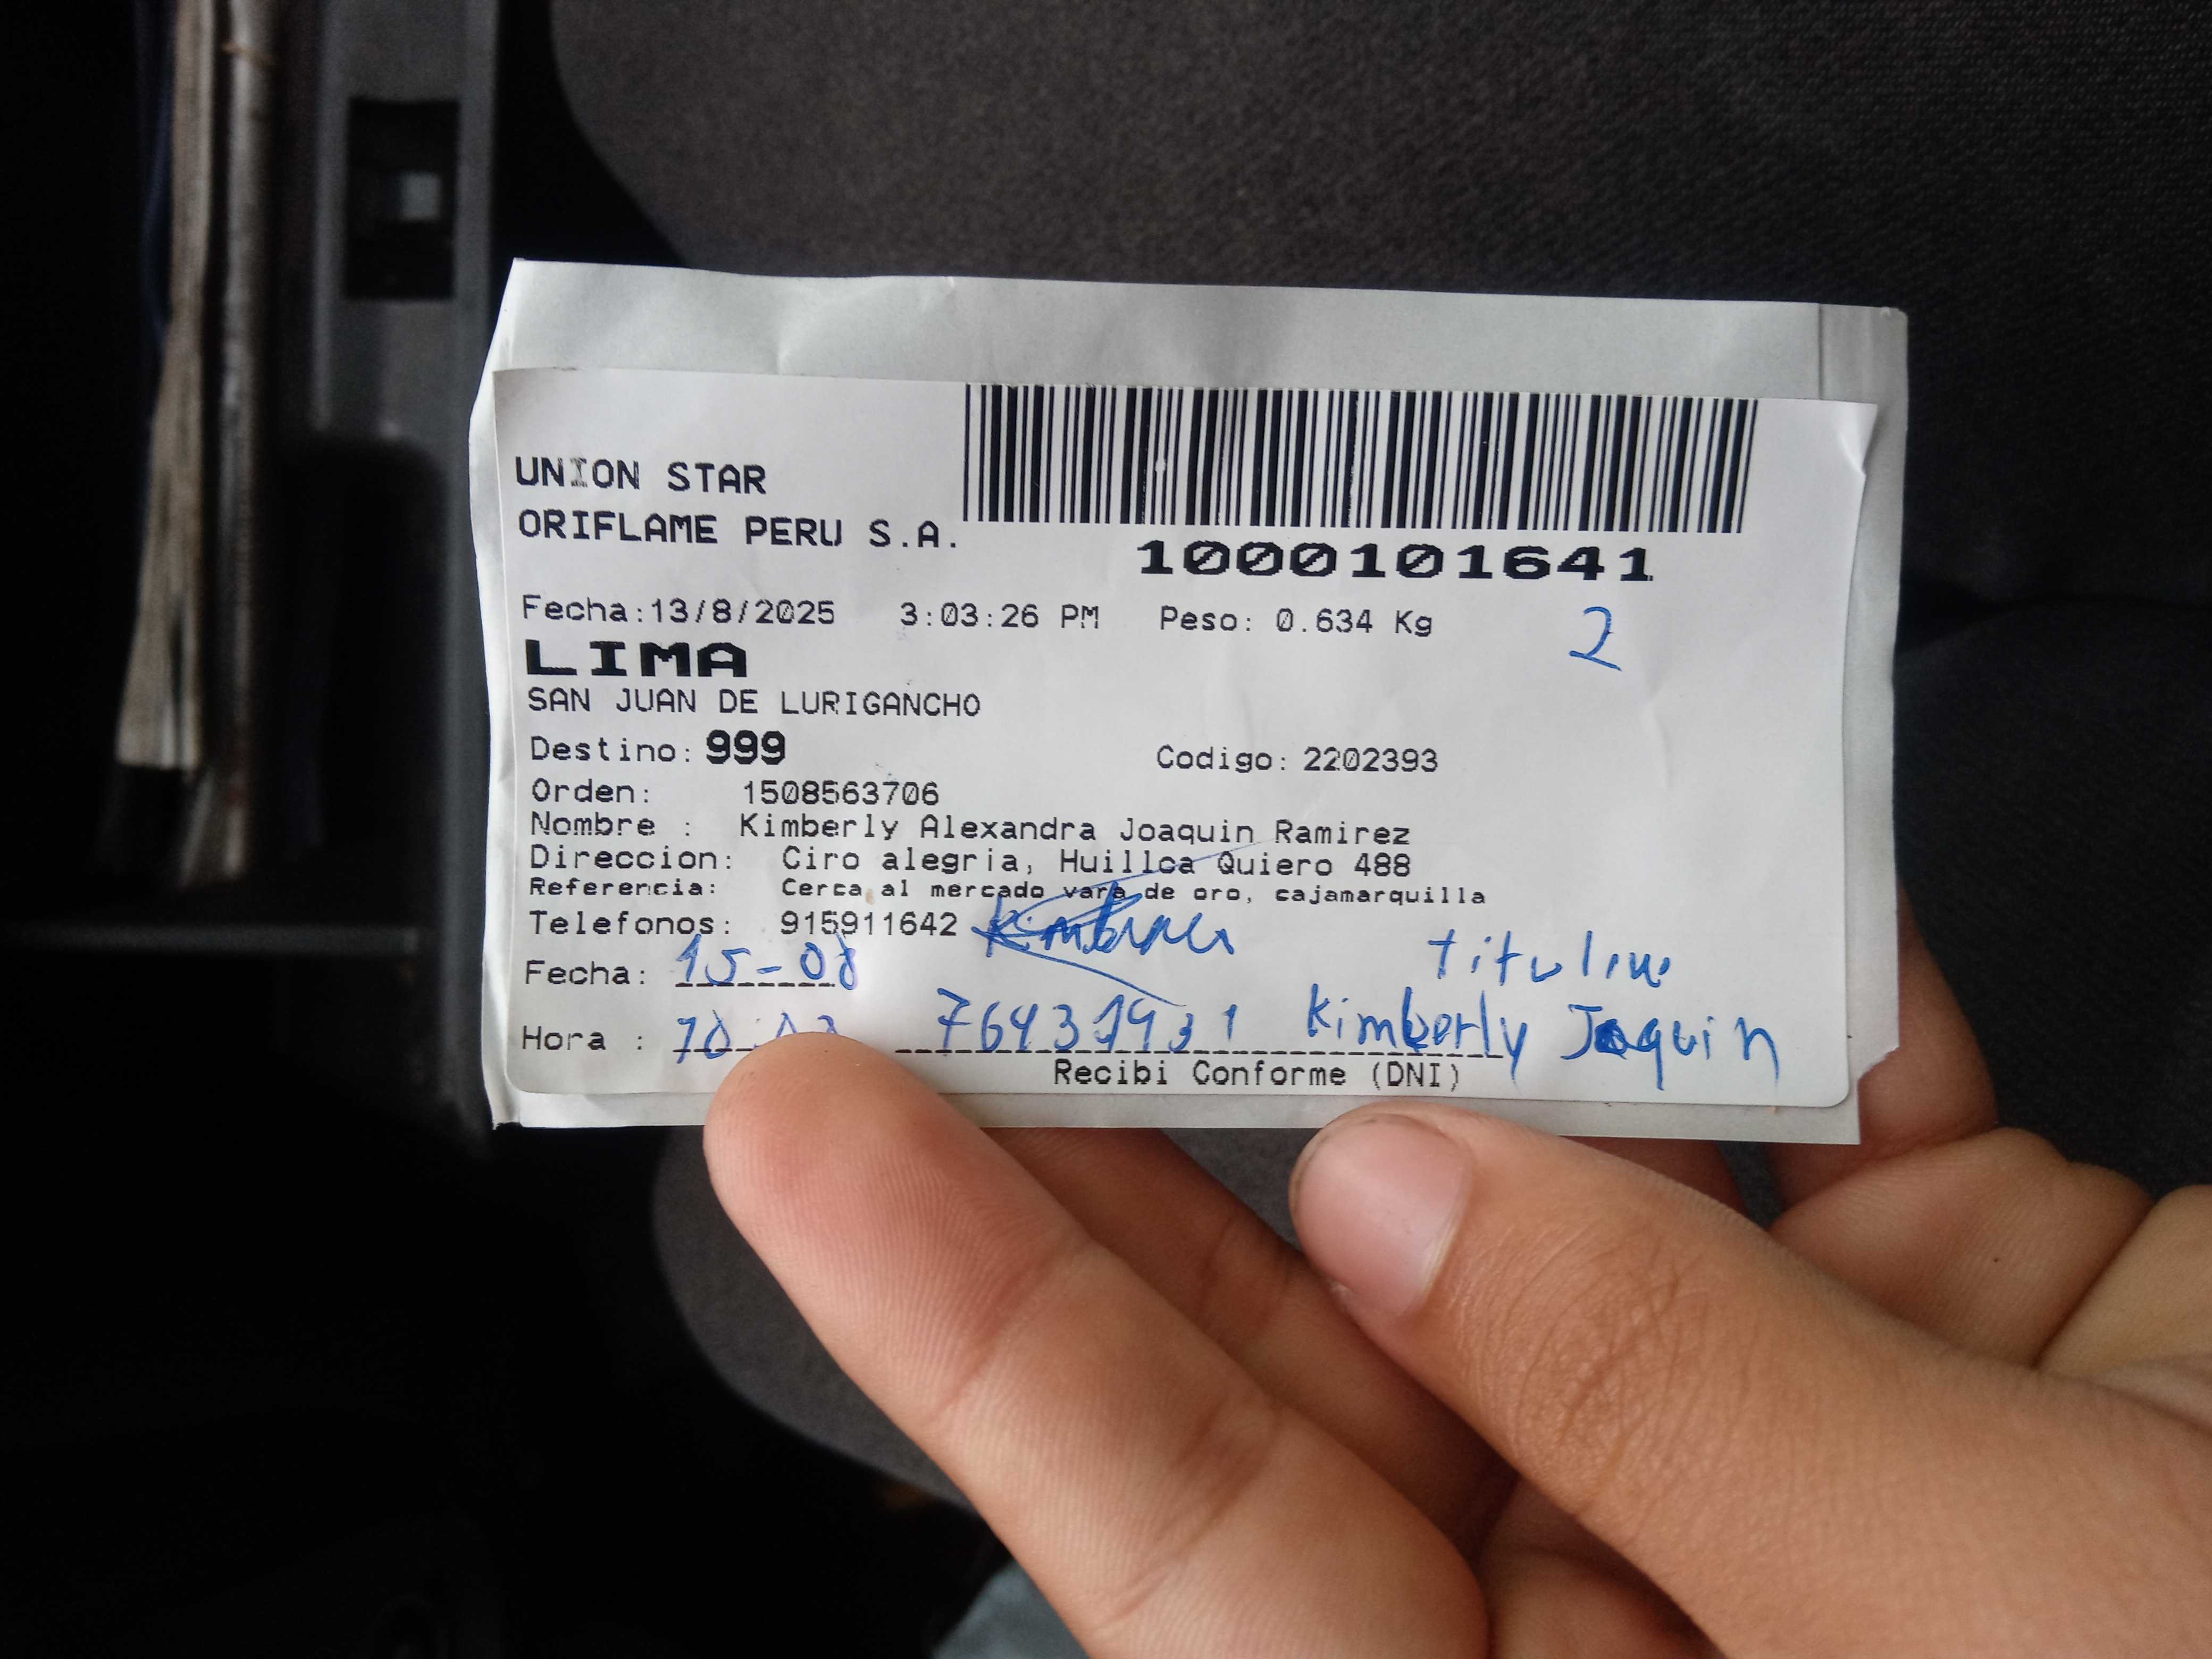 UNION STAR
ORIFLAME PERU S.A.
1000101641
Fecha:13/8/2025 3:03:26 PM Peso: 0.634 Kg
2
LIMA
SAN JUAN DE LURIGANCHO
Destino: 999 Codigo: 2202393
Orden: 1508563706
Nombre : Kimberly Alexandra Joaquin Ramirez
Direccion: Ciro alegria, Huillca Quiero 488
Referencia: Cerca al mercado vara de oro, cajamarquilla
Telefonos: 915911642
Fecha: 15-08
Hora : Kimberly Joaquin
Recibi Conforme (DNI)